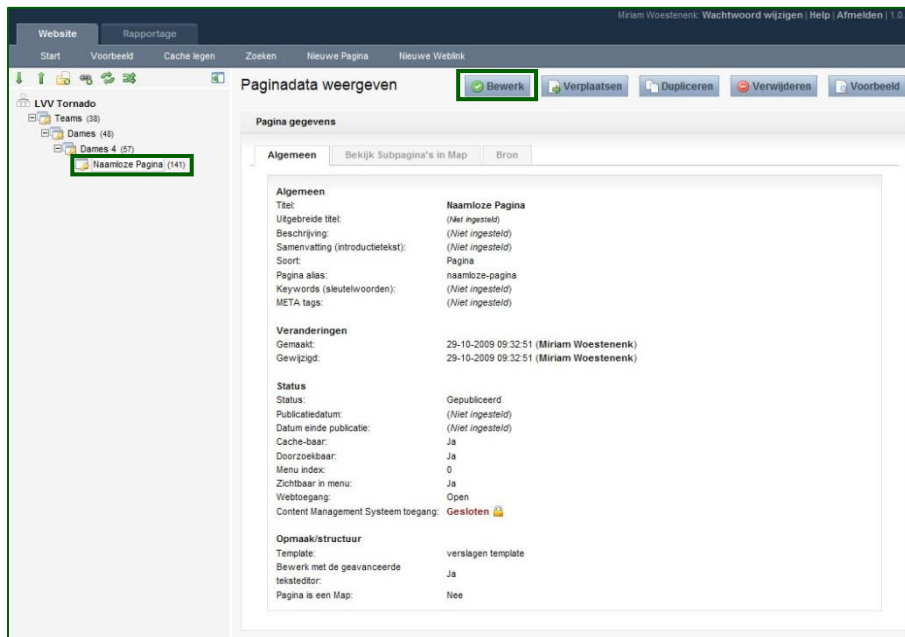 Miriam Woestenenk: Wachtwoord wijzigen | Help | Afmelden | 1.0.
Website Rapportage
Start Voorbeeld Cache legen Zoeken Nieuwe Pagina Nieuwe Weblink
LVV Tornado
Teams (38)
Dames (48)
Dames 4 (57)
Naamloze Pagina (141)
Paginadata weergeven
Bewerk Verplaatsen Dupliceren Verwijderen Voorbeeld
Pagina gegevens
Algemeen Bekijk Subpagina's in Map Bron
Algemeen
Titel: Naamloze Pagina
Uitgebreide titel: (Niet ingesteld)
Beschrijving: (Niet ingesteld)
Samenvatting (introductietekst): (Niet ingesteld)
Soort: Pagina
Pagina alias: naamloze-pagina
Keywords (sleutelwoorden): (Niet ingesteld)
META tags: (Niet ingesteld)
Veranderingen
Gemaakt: 29-10-2009 09:32:51 (Miriam Woestenenk)
Gewijzigd: 29-10-2009 09:32:51 (Miriam Woestenenk)
Status
Status: Gepubliceerd
Publicatiedatum: (Niet ingesteld)
Datum einde publicatie: (Niet ingesteld)
Cache-baar: Ja
Doorzoekbaar: Ja
Menu index: 0
Zichtbaar in menu: Ja
Webtoegang: Open
Content Management Systeem toegang: Gesloten
Opmaak/structuur
Template: verslagen template
Bewerk met de geavanceerde
teksteditor: Ja
Pagina is een Map: Nee